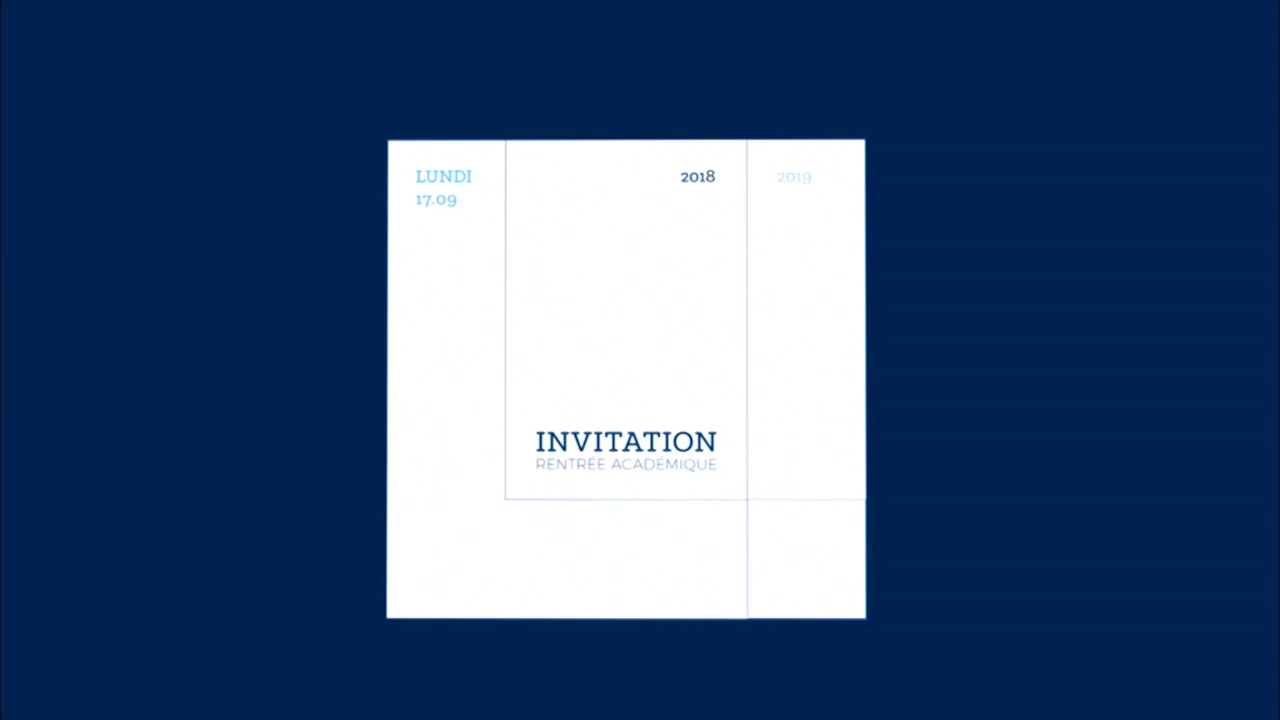 LUNDI
17.09
2018
2019
INVITATION
RENTRÉE ACADÉMIQUE